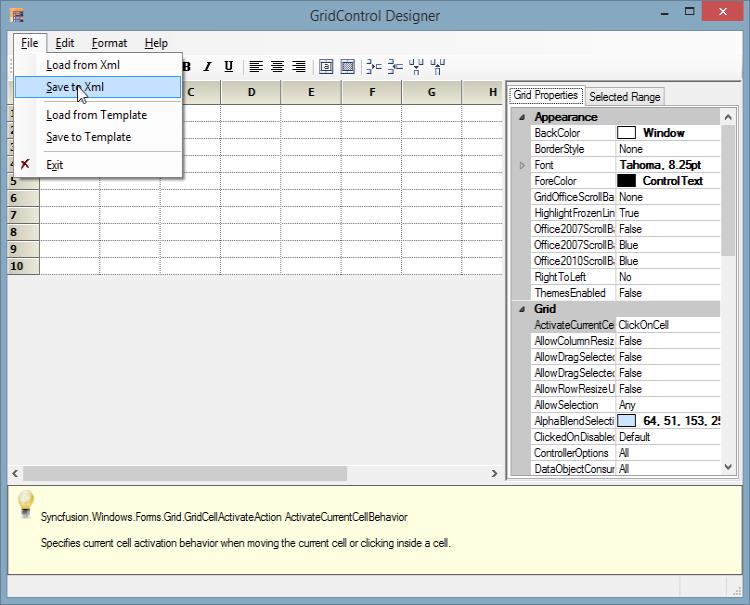 GridControl Designer
File Edit Format Help
B I U
Load from Xml
Save to Xml
Load from Template
Save to Template
Exit
C D E F G H
5
6
7
8
9
10
Grid Properties Selected Range
Appearance
BackColor Window
BorderStyle None
Font Tahoma, 8.25pt
ForeColor ControlText
GridOfficeScrollBa None
HighlightFrozenLin True
Office2007ScrollBa False
Office2007ScrollBa Blue
Office2010ScrollBa Blue
RightToLeft No
ThemesEnabled False
Grid
ActivateCurrentCe ClickOnCell
AllowColumnResiz False
AllowDragSelected False
AllowDragSelected False
AllowRowResizeU False
AllowSelection Any
AlphaBlendSelecti 64, 51, 153, 25
ClickedOnDisabled Default
ControllerOptions All
DataObjectConsur All
Syncfusion.Windows.Forms.Grid.GridCellActivateAction ActivateCurrentCellBehavior
Specifies current cell activation behavior when moving the current cell or clicking inside a cell.